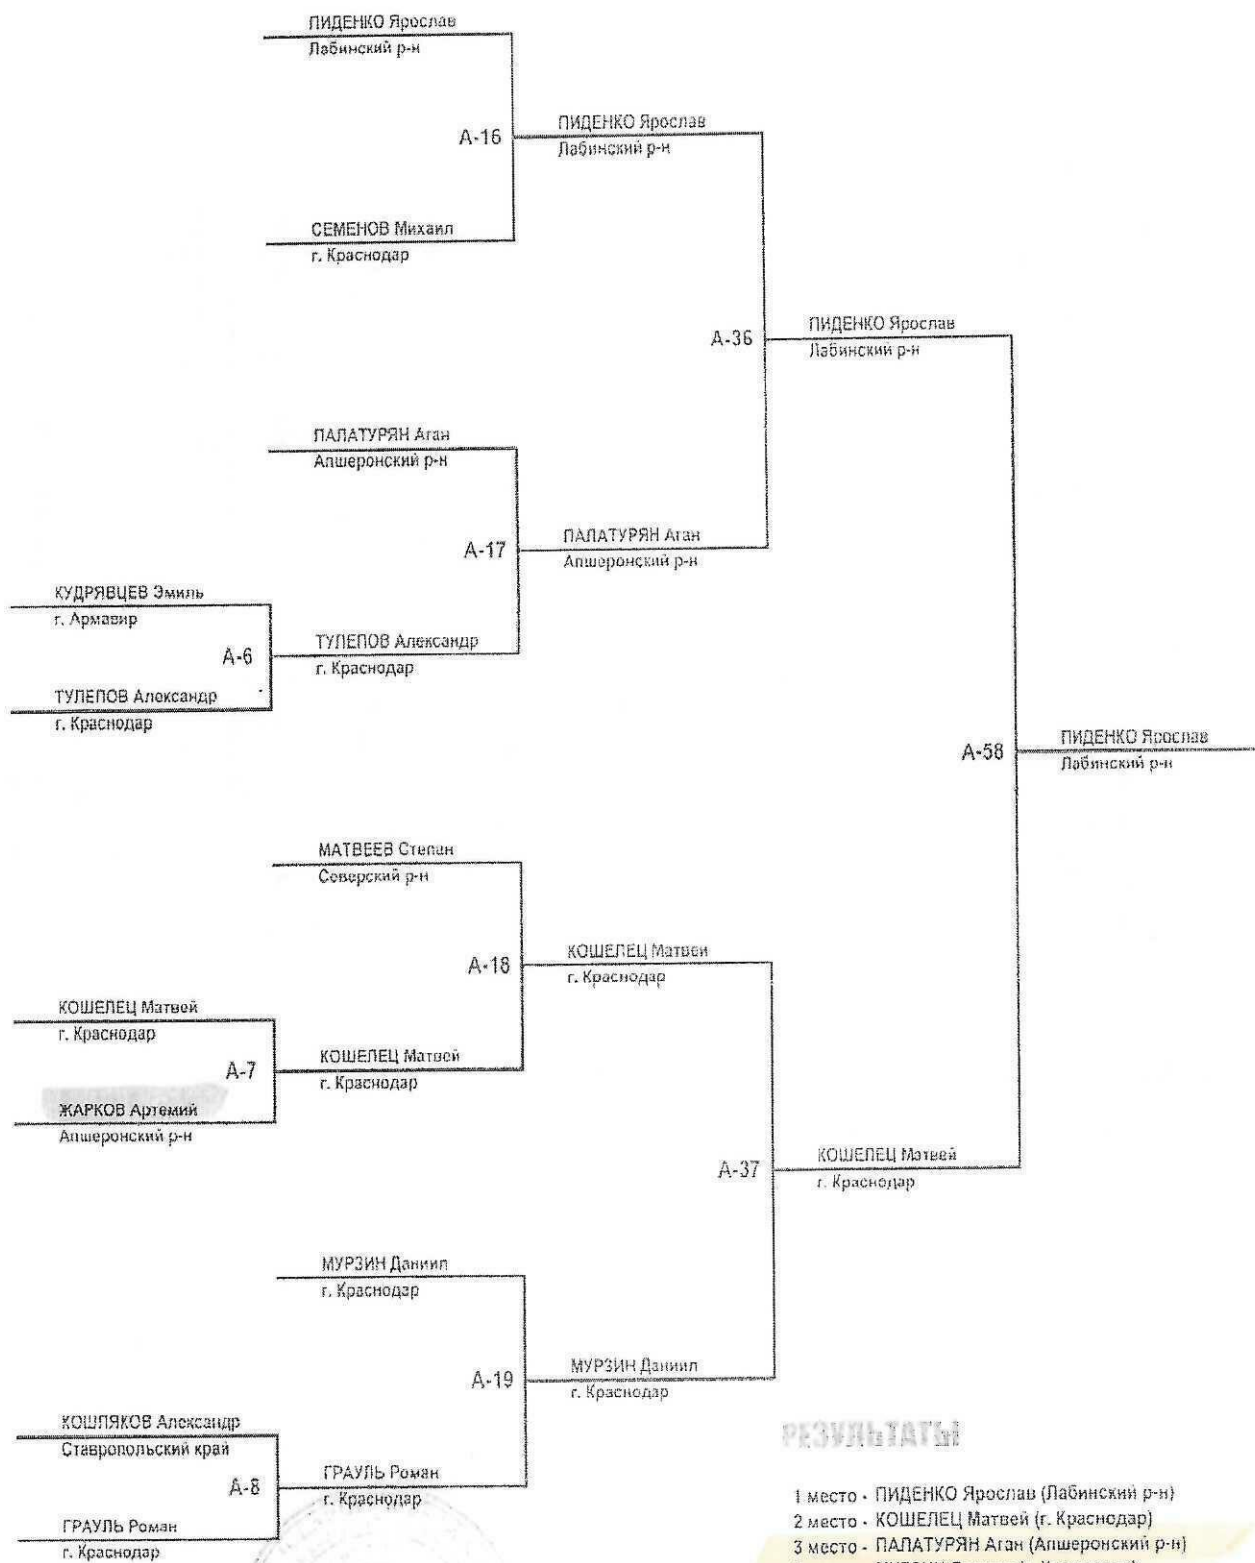 ПИДЕНКО Ярослав
Лабинский р-н
А-16
ПИДЕНКО Ярослав
Лабинский р-н
СЕМЕНОВ Михаил
г. Краснодар
А-36
ПИДЕНКО Ярослав
Лабинский р-н
ПАЛАТУРЯН Аган
Апшеронский р-н
А-17
ПАЛАТУРЯН Аган
Апшеронский р-н
КУДРЯВЦЕВ Эмиль
г. Армавир
А-6
ТУЛЕПОВ Александр
г. Краснодар
ТУЛЕПОВ Александр
г. Краснодар
А-58
ПИДЕНКО Ярослав
Лабинский р-н
МАТВЕЕВ Степан
Северский р-н
А-18
КОШЕЛЕЦ Матвей
г. Краснодар
КОШЕЛЕЦ Матвей
г. Краснодар
А-7
КОШЕЛЕЦ Матвей
г. Краснодар
ЖАРКОВ Артемий
Апшеронский р-н
А-37
КОШЕЛЕЦ Матвей
г. Краснодар
МУРЗИН Даниил
г. Краснодар
А-19
МУРЗИН Даниил
г. Краснодар
КОШЛЯКОВ Александр
Ставропольский край
А-8
ГРАУЛЬ Роман
г. Краснодар
ГРАУЛЬ Роман
г. Краснодар
РЕЗУЛЬТАТЫ
1 место - ПИДЕНКО Ярослав (Лабинский р-н)
2 место - КОШЕЛЕЦ Матвей (г. Краснодар)
3 место - ПАЛАТУРЯН Аган (Апшеронский р-н)